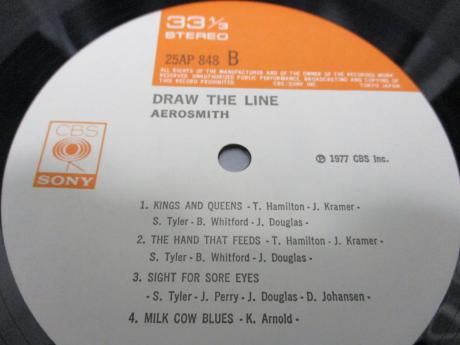 33 1/3
STEREO
25AP 848 B
ALL RIGHTS OF THE MANUFACTURER AND OF THE OWNER OF THE RECORDED WORK
RESERVED. UNAUTHORIZED PUBLIC PERFORMANCE, BROADCASTING AND COPYING OF
THIS RECORD PROHIBITED. CBS/SONY INC. TOKYO JAPAN
DRAW THE LINE
AEROSMITH
CBS
SONY
℗ 1977 CBS Inc.
1. KINGS AND QUEENS - T. Hamilton - J. Kramer -
S. Tyler - B. Whitford - J. Douglas -
2. THE HAND THAT FEEDS - T. Hamilton - J. Kramer -
S. Tyler - B. Whitford - J. Douglas -
3. SIGHT FOR SORE EYES
- S. Tyler - J. Perry - J. Douglas - D. Johansen -
4. MILK COW BLUES - K. Arnold -